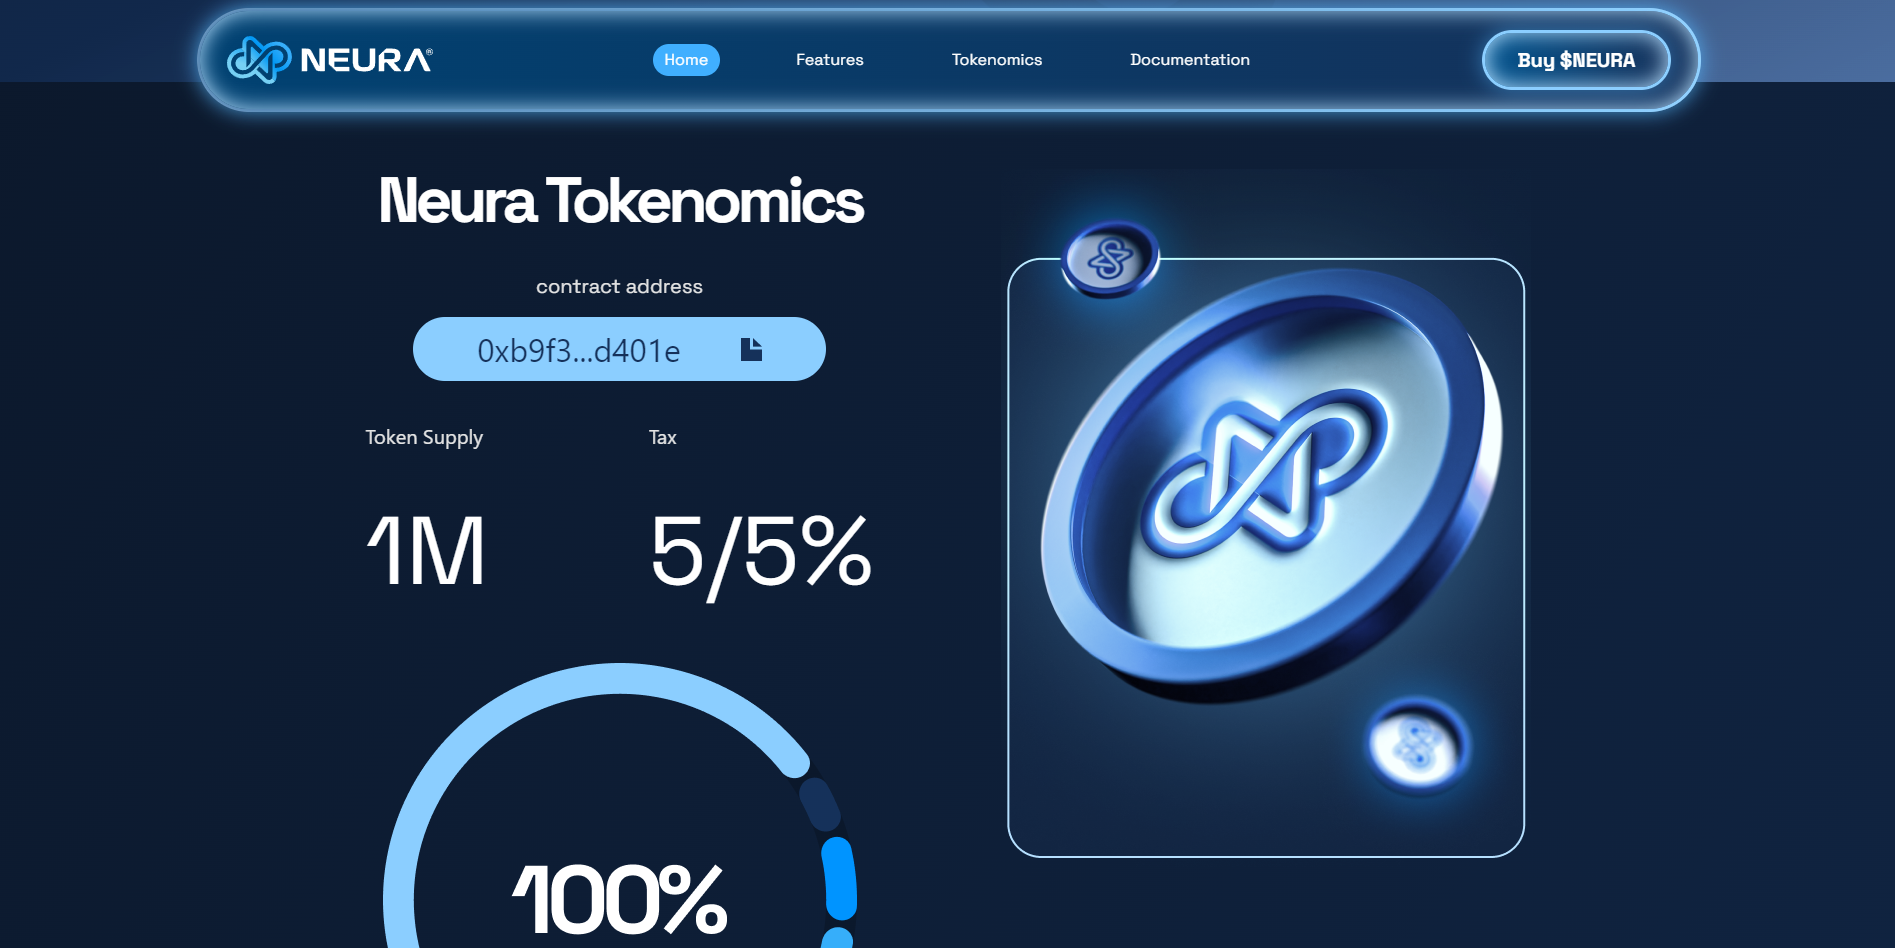 NEURA®
Home
Features
Tokenomics
Documentation
Buy $NEURA
Neura Tokenomics
contract address
0xb9f3...d401e
Token Supply
Tax
1M
5/5%
100%